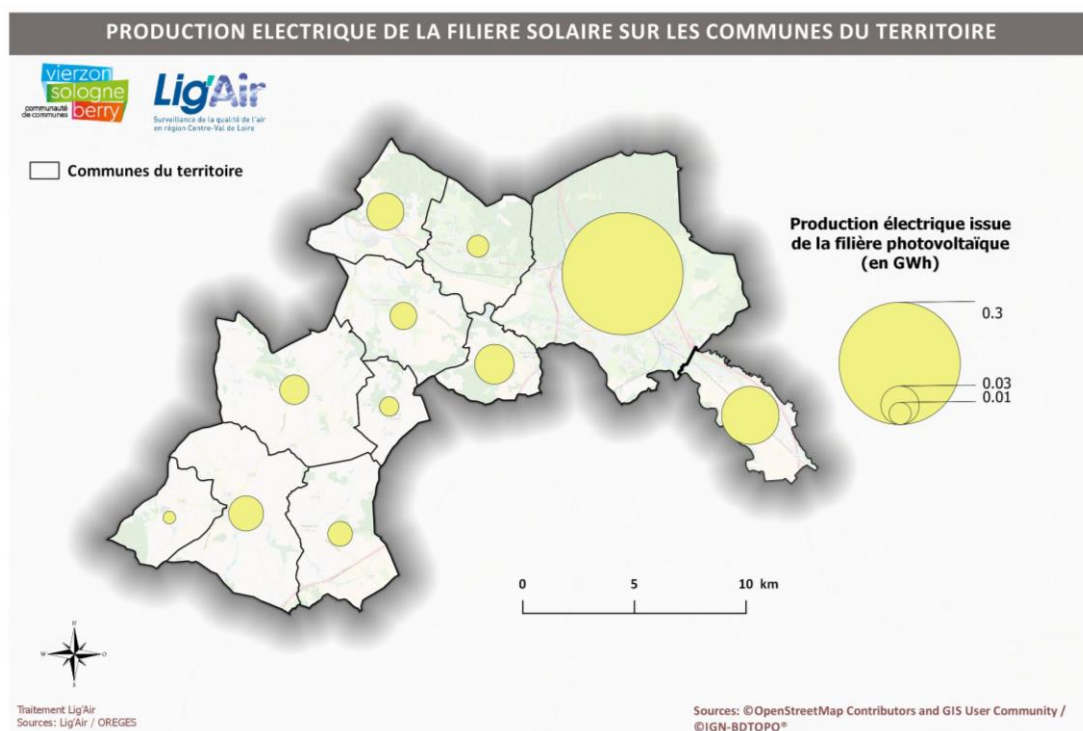 PRODUCTION ELECTRIQUE DE LA FILIERE SOLAIRE SUR LES COMMUNES DU TERRITOIRE
vierzon
sologne
berry
communauté
de communes
Lig'Air
Surveillance de la qualité de l'air
en région Centre-Val de Loire
Communes du territoire
Production électrique issue
de la filière photovoltaïque
(en GWh)
0.3
0.03
0.01
0 5 10 km
N
W O
S
Traitement Lig'Air
Sources: Lig'Air / OREGES
Sources: ©OpenStreetMap Contributors and GIS User Community /
©IGN-BDTOPO®